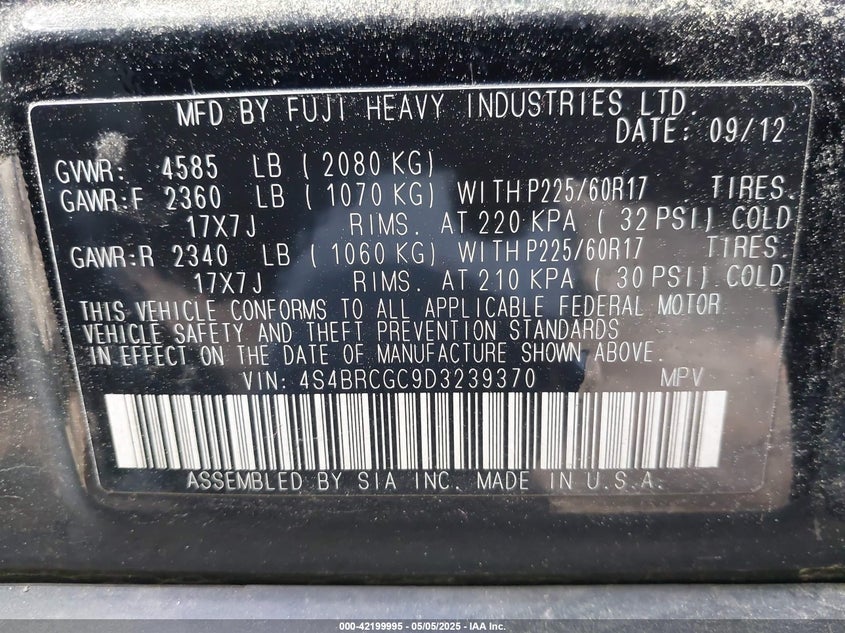 MFD BY FUJI HEAVY INDUSTRIES LTD.
DATE: 09/12
GVWR: 4585 LB ( 2080 KG)
GAWR:F 2360 LB ( 1070 KG) WITH P225/60R17 TIRES.
17X7J RIMS. AT 220 KPA ( 32 PSI) COLD
GAWR:R 2340 LB ( 1060 KG) WITH P225/60R17 TIRES.
17X7J RIMS. AT 210 KPA ( 30 PSI) COLD
THIS VEHICLE CONFORMS TO ALL APPLICABLE FEDERAL MOTOR
VEHICLE SAFETY AND THEFT PREVENTION STANDARDS
IN EFFECT ON THE DATE OF MANUFACTURE SHOWN ABOVE.
VIN: 4S4BRCGC9D3239370 MPV
ASSEMBLED BY SIA INC. MADE IN U.S.A.
000-42199995 - 05/05/2025 - IAA Inc.